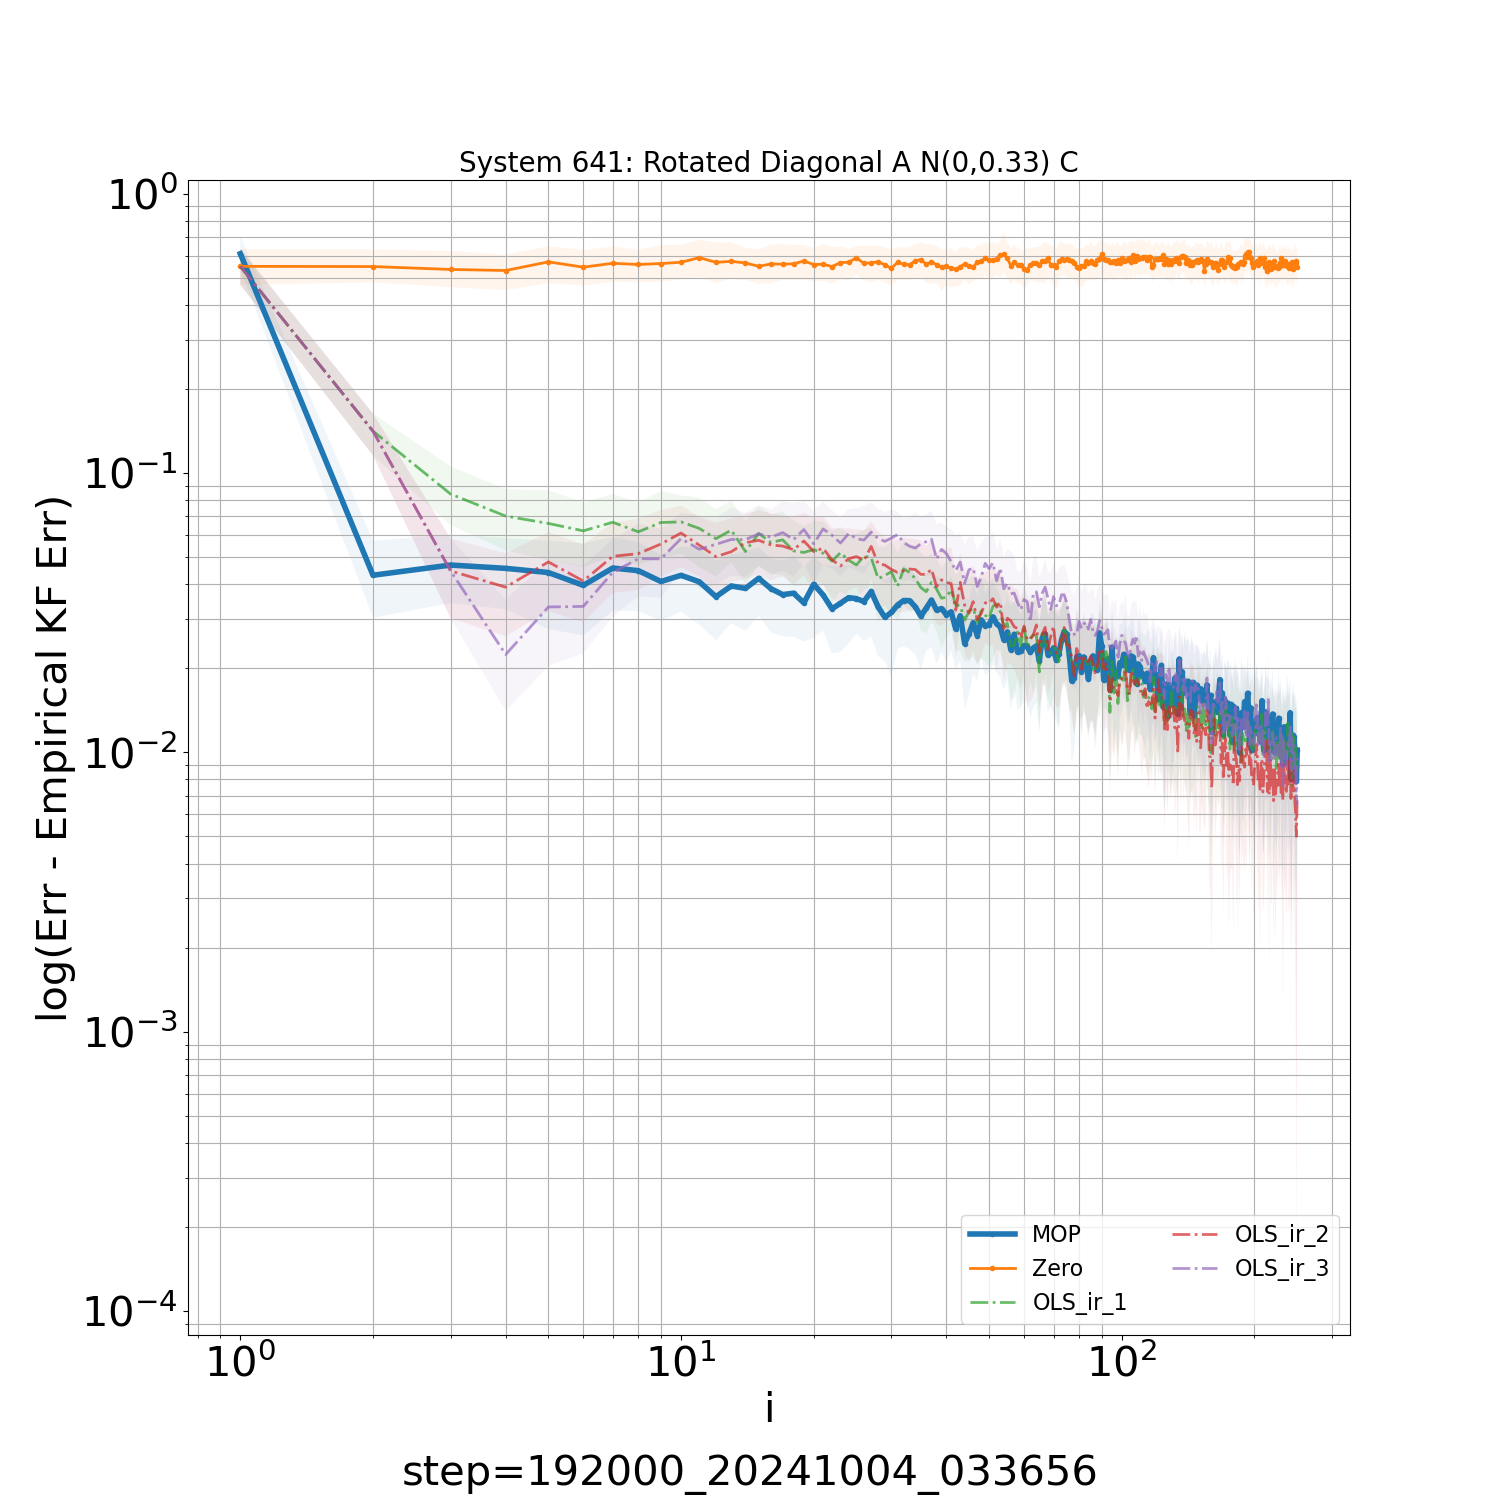 System 641: Rotated Diagonal A N(0,0.33) C
10⁰
10⁻¹
10⁻²
10⁻³
10⁻⁴
log(Err - Empirical KF Err)
MOP
Zero
OLS_ir_1
OLS_ir_2
OLS_ir_3
10⁰ 10¹ 10²
i
step=192000_20241004_033656